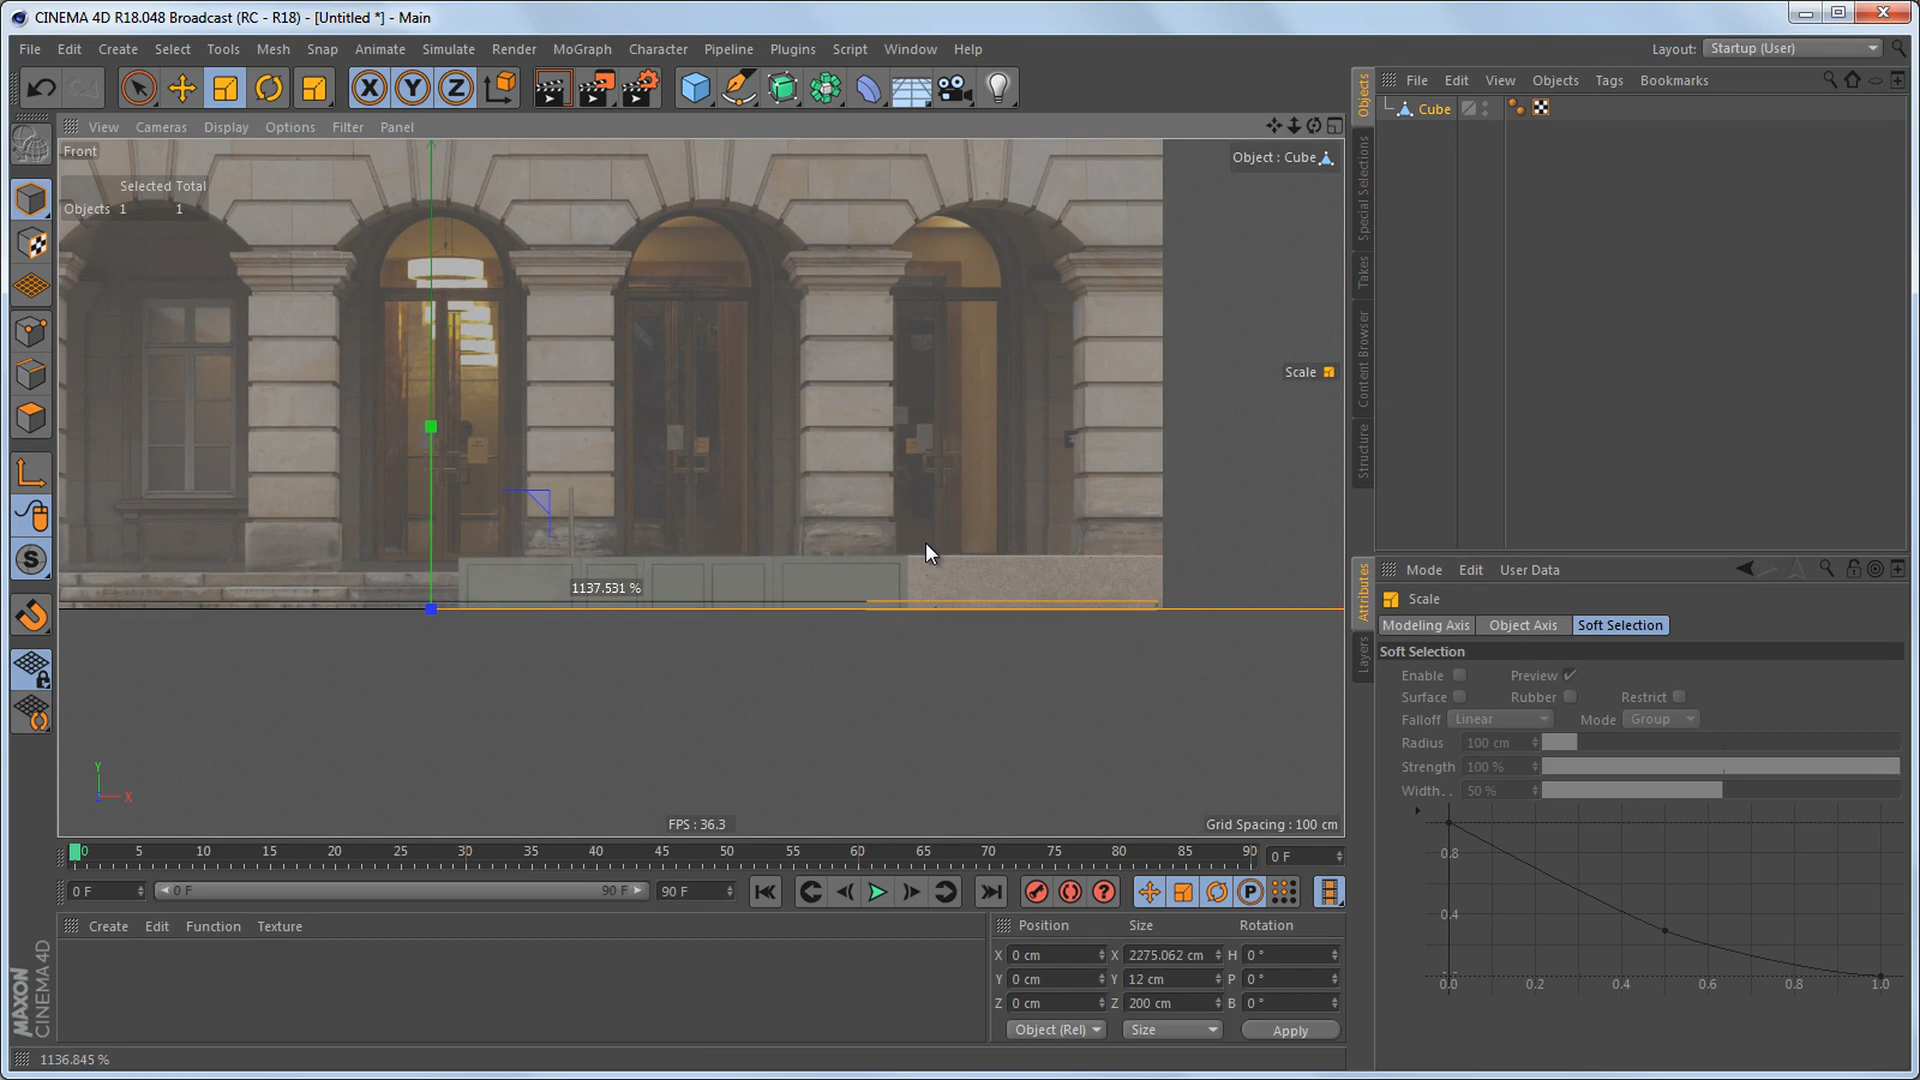 CINEMA 4D R18.048 Broadcast (RC - R18) - [Untitled *] - Main
File Edit Create Select Tools Mesh Snap Animate Simulate Render MoGraph Character Pipeline Plugins Script Window Help
Layout: Startup (User)
X Y Z
File Edit View Objects Tags Bookmarks
View Cameras Display Options Filter Panel
Cube
Front
Object : Cube
Selected Total
Objects 1 1
Scale
1137.531 %
Y
X
FPS : 36.3
Grid Spacing : 100 cm
Objects
Special Selections
Takes
Content Browser
Structure
Attributes
Layers
Mode Edit User Data
Scale
Modeling Axis Object Axis Soft Selection
Soft Selection
Enable Preview
Surface Rubber Restrict
Falloff Linear Mode Group
Radius 100 cm
Strength 100 %
Width. . 50 %
0.8
0.4
0.0 0.2 0.4 0.6 0.8 1.0
0 5 10 15 20 25 30 35 40 45 50 55 60 65 70 75 80 85 90 0 F
0 F 0 F 90 F 90 F
P
Create Edit Function Texture
Position Size Rotation
X 0 cm X 2275.062 cm H 0 °
Y 0 cm Y 12 cm P 0 °
Z 0 cm Z 200 cm B 0 °
Object (Rel) Size Apply
MAXON
CINEMA 4D
1136.845 %